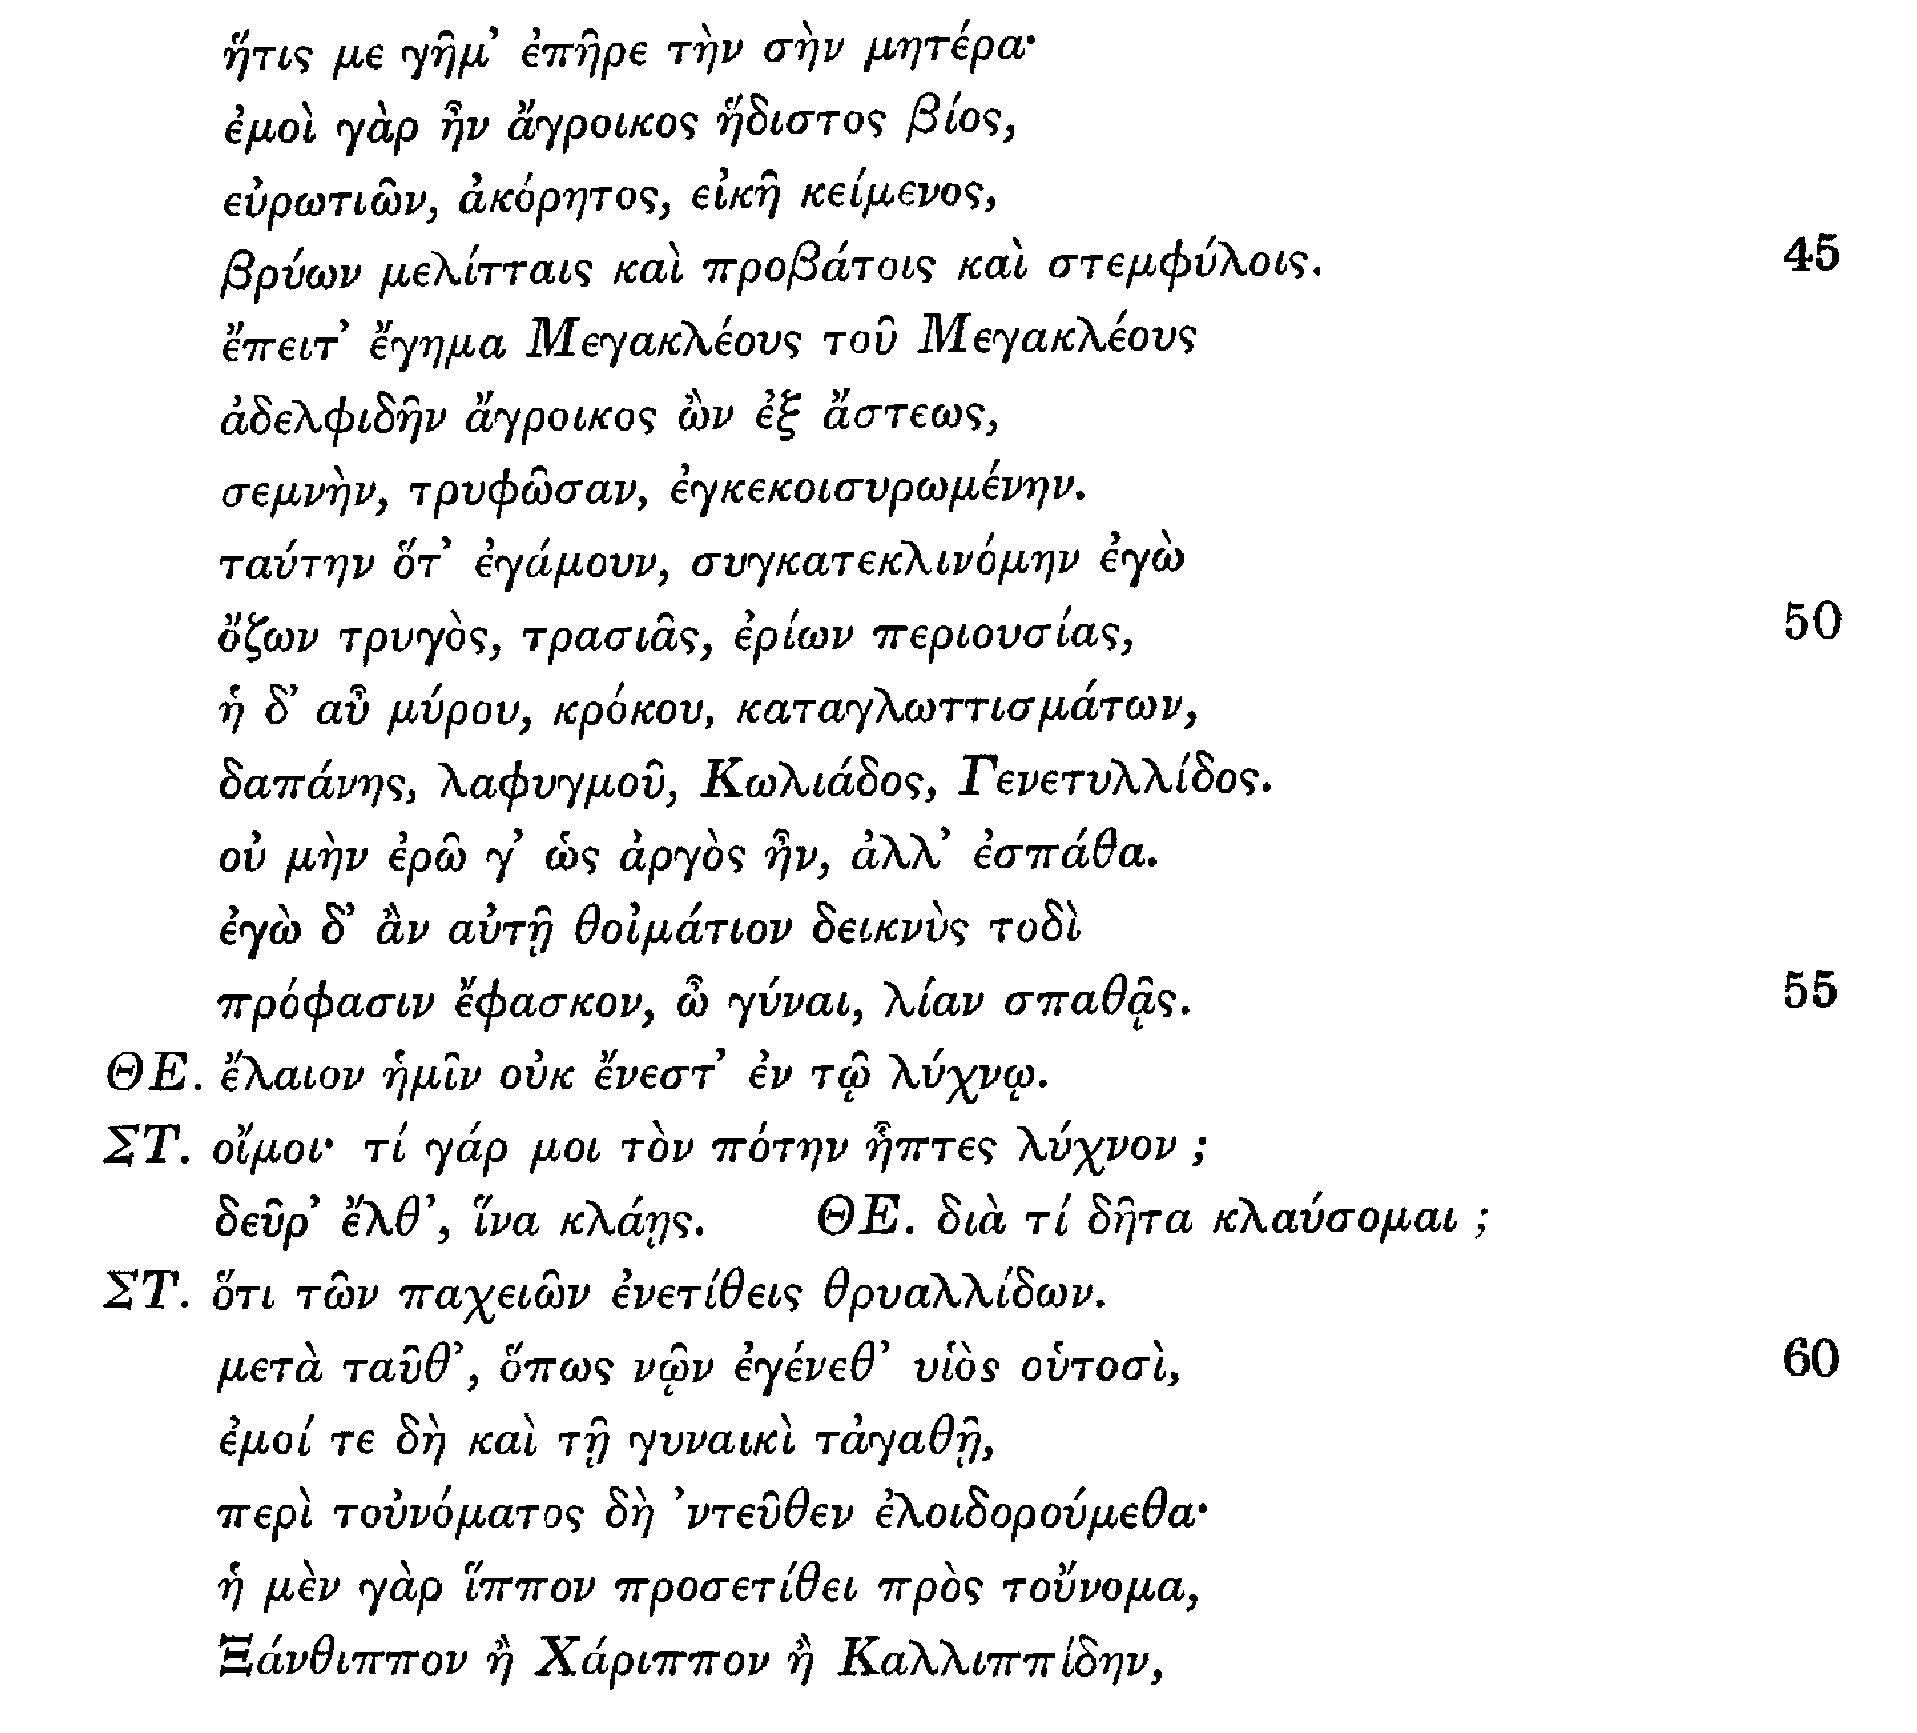 ἥτις με γῆμ’ ἐπῆρε τὴν σὴν μητέρα·
ἐμοὶ γὰρ ἦν ἄγροικος ἥδιστος βίος,
εὐρωτιῶν, ἀκόρητος, εἰκῆ κείμενος,
βρύων μελίτταις καὶ προβάτοις καὶ στεμφύλοις. 45
ἔπειτ’ ἔγημα Μεγακλέους τοῦ Μεγακλέους
ἀδελφιδῆν ἄγροικος ὢν ἐξ ἄστεως,
σεμνὴν, τρυφῶσαν, ἐγκεκοισυρωμένην.
ταύτην ὅτ’ ἐγάμουν, συγκατεκλινόμην ἐγὼ
ὄζων τρυγὸς, τρασιᾶς, ἐρίων περιουσίας, 50
ἡ δ’ αὖ μύρου, κρόκου, καταγλωττισμάτων,
δαπάνης, λαφυγμοῦ, Κωλιάδος, Γενετυλλίδος.
οὐ μὴν ἐρῶ γ’ ὡς ἀργὸς ἦν, ἀλλ’ ἐσπάθα.
ἐγὼ δ’ ἂν αὐτῇ θοἰμάτιον δεικνὺς τοδὶ
πρόφασιν ἔφασκον, ὦ γύναι, λίαν σπαθᾷς. 55
ΘΕ. ἔλαιον ἡμῖν οὐκ ἔνεστ’ ἐν τῷ λύχνῳ.
ΣΤ. οἴμοι· τί γάρ μοι τὸν πότην ἧπτες λύχνον ;
δεῦρ’ ἔλθ’, ἵνα κλάῃς. ΘΕ. διὰ τί δῆτα κλαύσομαι ;
ΣΤ. ὅτι τῶν παχειῶν ἐνετίθεις θρυαλλίδων.
μετὰ ταῦθ’, ὅπως νῷν ἐγένεθ’ υἱὸς οὑτοσὶ, 60
ἐμοί τε δὴ καὶ τῇ γυναικὶ τἀγαθῇ,
περὶ τοὐνόματος δὴ ’ντεῦθεν ἐλοιδορούμεθα·
ἡ μὲν γὰρ ἵππον προσετίθει πρὸς τοὔνομα,
Ξάνθιππον ἢ Χάριππον ἢ Καλλιππίδην,